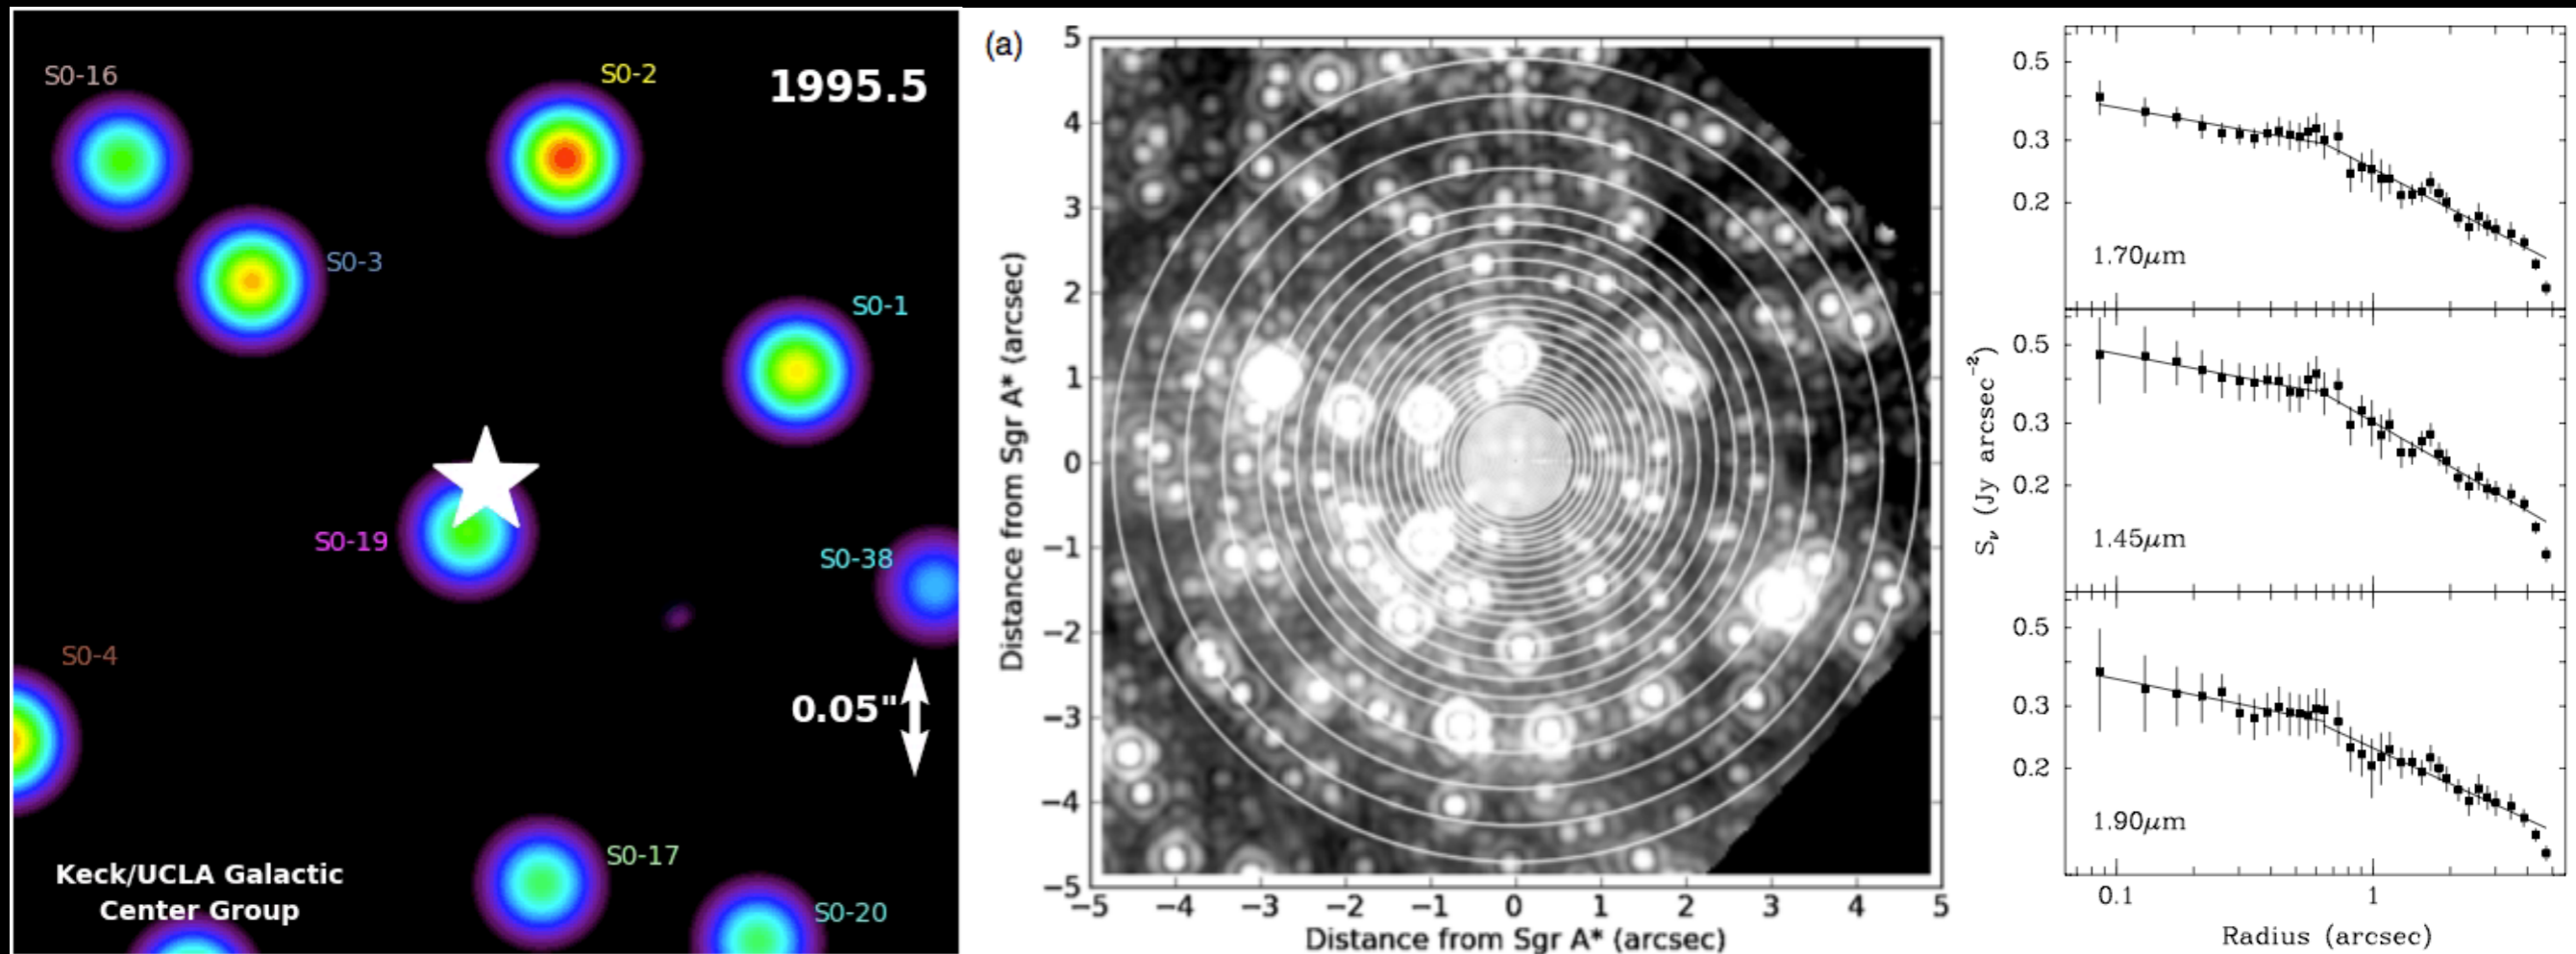 S0-16
S0-2
1995.5
S0-3
S0-1
S0-19
S0-38
S0-4
0.05"
S0-17
Keck/UCLA Galactic
Center Group
S0-20
(a)
Distance from Sgr A* (arcsec)
5
4
3
2
1
0
−1
−2
−3
−4
−5
−5 −4 −3 −2 −1 0 1 2 3 4 5
Distance from Sgr A* (arcsec)
Sν (Jy arcsec−2)
0.5
0.3
0.2
1.70μm
0.5
0.3
0.2
1.45μm
0.5
0.3
0.2
1.90μm
0.1 1
Radius (arcsec)